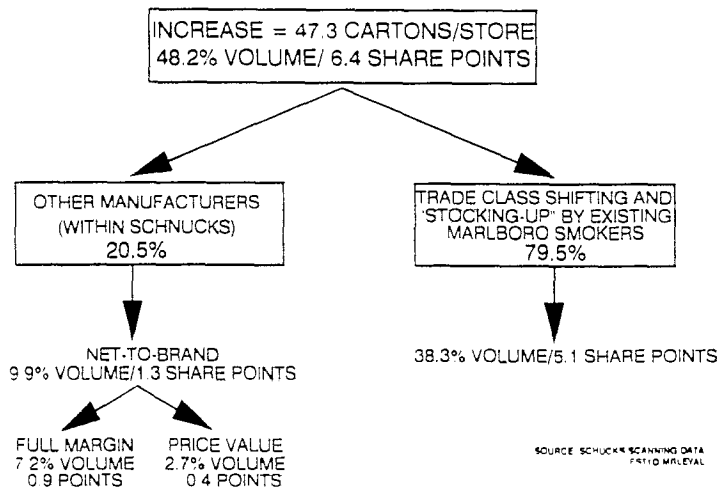 INCREASE = 47.3 CARTONS/STORE
48.2% VOLUME/ 6.4 SHARE POINTS
OTHER MANUFACTURERS
(WITHIN SCHNUCKS)
20.5%
TRADE CLASS SHIFTING AND
"STOCKING-UP" BY EXISTING
MARLBORO SMOKERS
79.5%
NET-TO-BRAND
9.9% VOLUME/1.3 SHARE POINTS
38.3% VOLUME/5.1 SHARE POINTS
FULL MARGIN
7.2% VOLUME
0.9 POINTS
PRICE VALUE
2.7% VOLUME
0.4 POINTS
SOURCE SCHUCKS SCANNING DATA